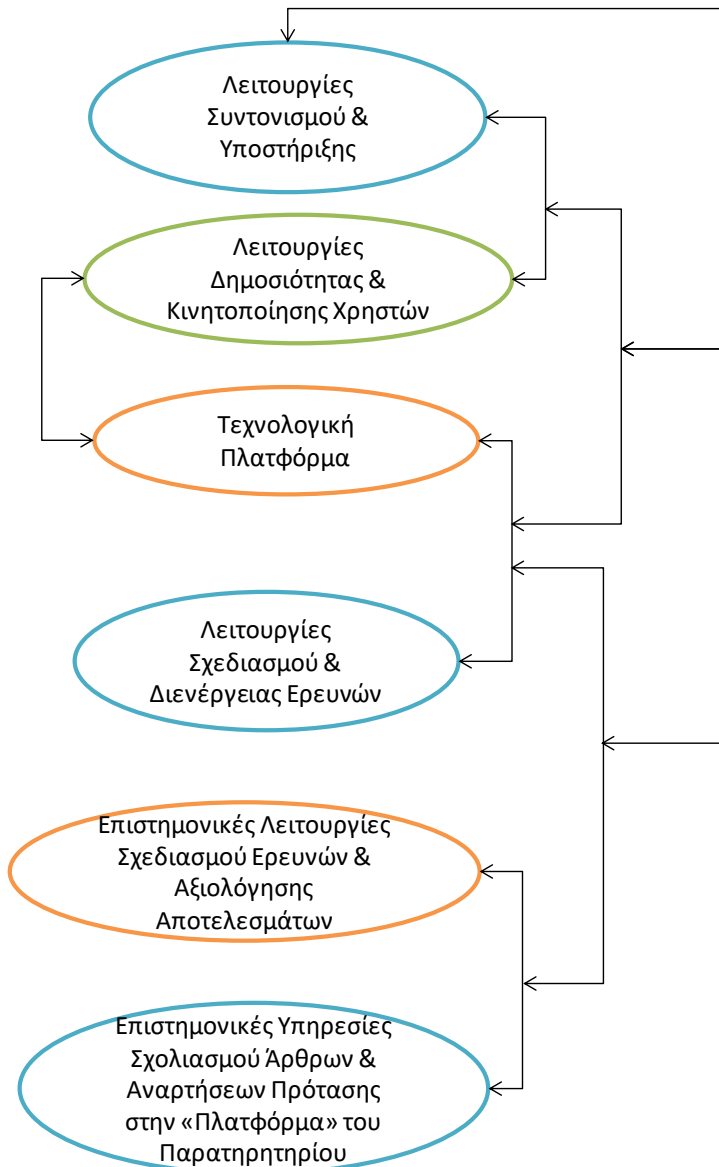 Λειτουργίες
Συντονισμού &
Υποστήριξης
Λειτουργίες
Δημοσιότητας &
Κινητοποίησης Χρηστών
Τεχνολογική
Πλατφόρμα
Λειτουργίες
Σχεδιασμού &
Διενέργειας Ερευνών
Επιστημονικές Λειτουργίες
Σχεδιασμού Ερευνών &
Αξιολόγησης
Αποτελεσμάτων
Επιστημονικές Υπηρεσίες
Σχολιασμού Άρθρων &
Αναρτήσεων Πρότασης
στην «Πλατφόρμα» του
Παρατηρητηρίου